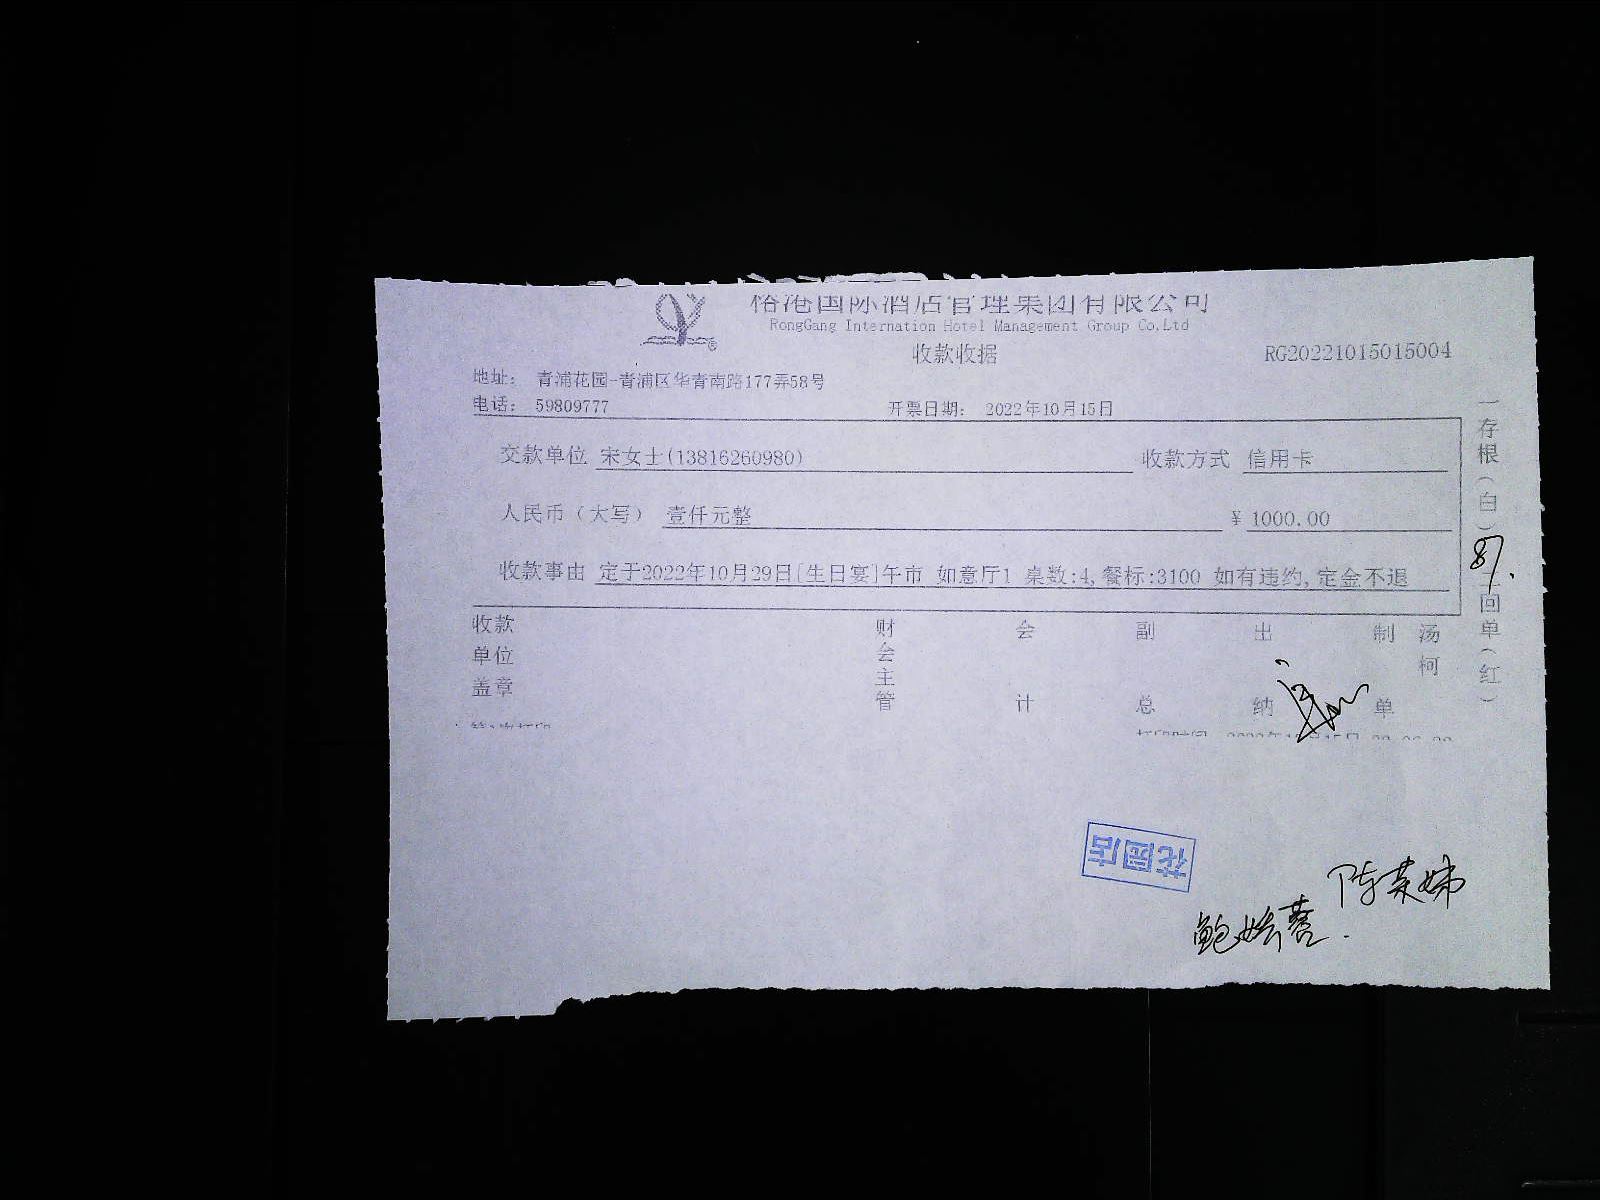 裕港国际酒店管理集团有限公司
RongGang Internation Hotel Management Group Co.Ltd
收款收据
RG20221015015004
地址： 青浦花园-青浦区华青南路177弄58号
电话： 59809777
开票日期： 2022年10月15日
交款单位 宋女士(13816260980) 收款方式 信用卡
人民币（大写） 壹仟元整 ¥ 1000.00
收款事由 定于2022年10月29日[生日宴]午市 如意厅1 桌数:4,餐标:3100 如有违约,定金不退
收款单位盖章 财会主管 会计 副总 出纳 制单 汤柯
一存根（白）二回单（红）
87.
花园店